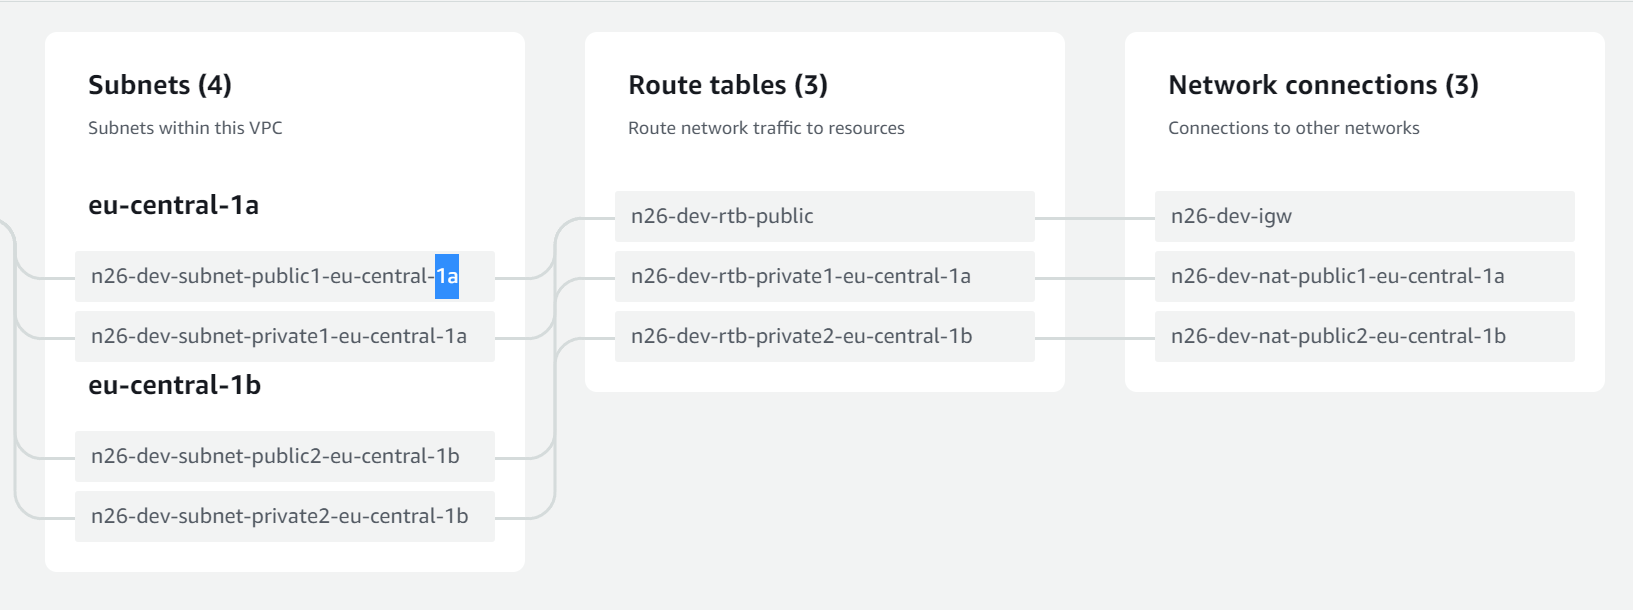 Subnets (4)
Subnets within this VPC
eu-central-1a
n26-dev-subnet-public1-eu-central-1a
n26-dev-subnet-private1-eu-central-1a
eu-central-1b
n26-dev-subnet-public2-eu-central-1b
n26-dev-subnet-private2-eu-central-1b
Route tables (3)
Route network traffic to resources
n26-dev-rtb-public
n26-dev-rtb-private1-eu-central-1a
n26-dev-rtb-private2-eu-central-1b
Network connections (3)
Connections to other networks
n26-dev-igw
n26-dev-nat-public1-eu-central-1a
n26-dev-nat-public2-eu-central-1b